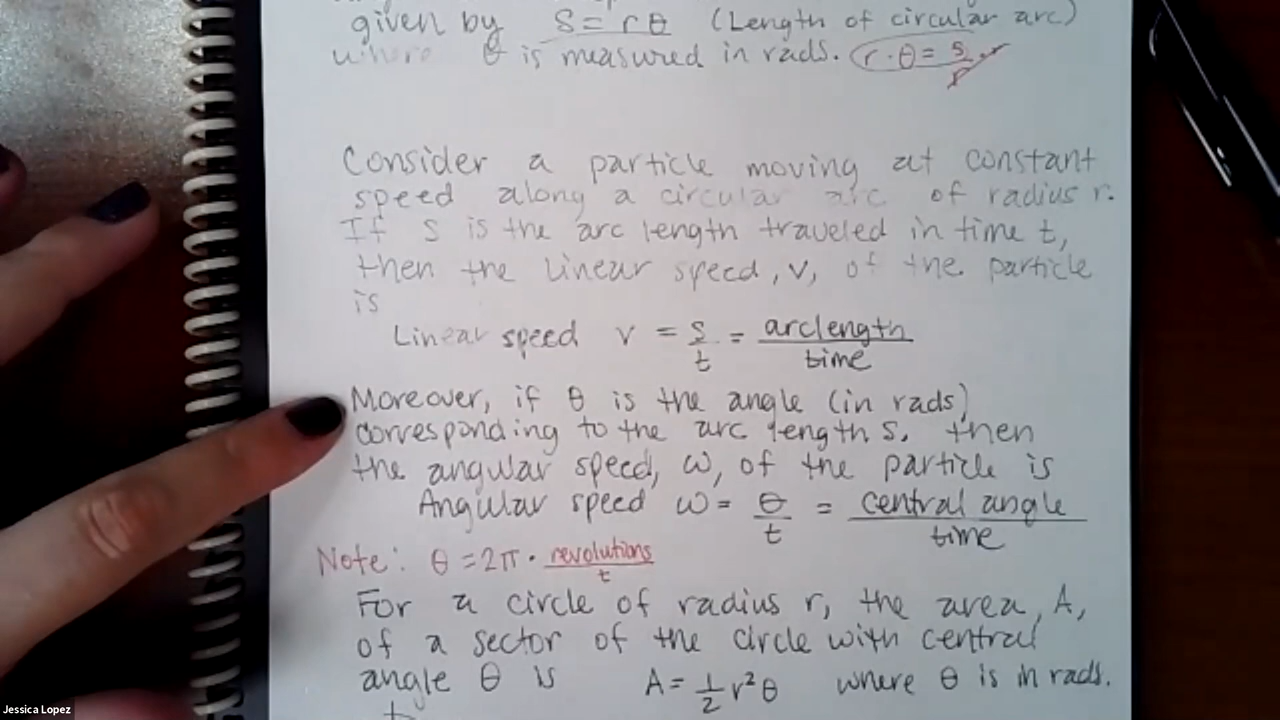 given by S = rθ (Length of circular arc)
where θ is measured in rads. r · θ = s/r · r
Consider a particle moving at constant
speed along a circular arc of radius r.
If s is the arc length traveled in time t,
then the linear speed, v, of the particle
is
Linear speed v = s/t = arclength/time
Moreover, if θ is the angle (in rads)
corresponding to the arc length s, then
the angular speed, ω, of the particle is
Angular speed ω = θ/t = central angle/time
Note: θ = 2π · revolutions/t
For a circle of radius r, the area, A,
of a sector of the circle with central
angle θ is A = 1/2 r²θ where θ is in rads.
Jessica Lopez